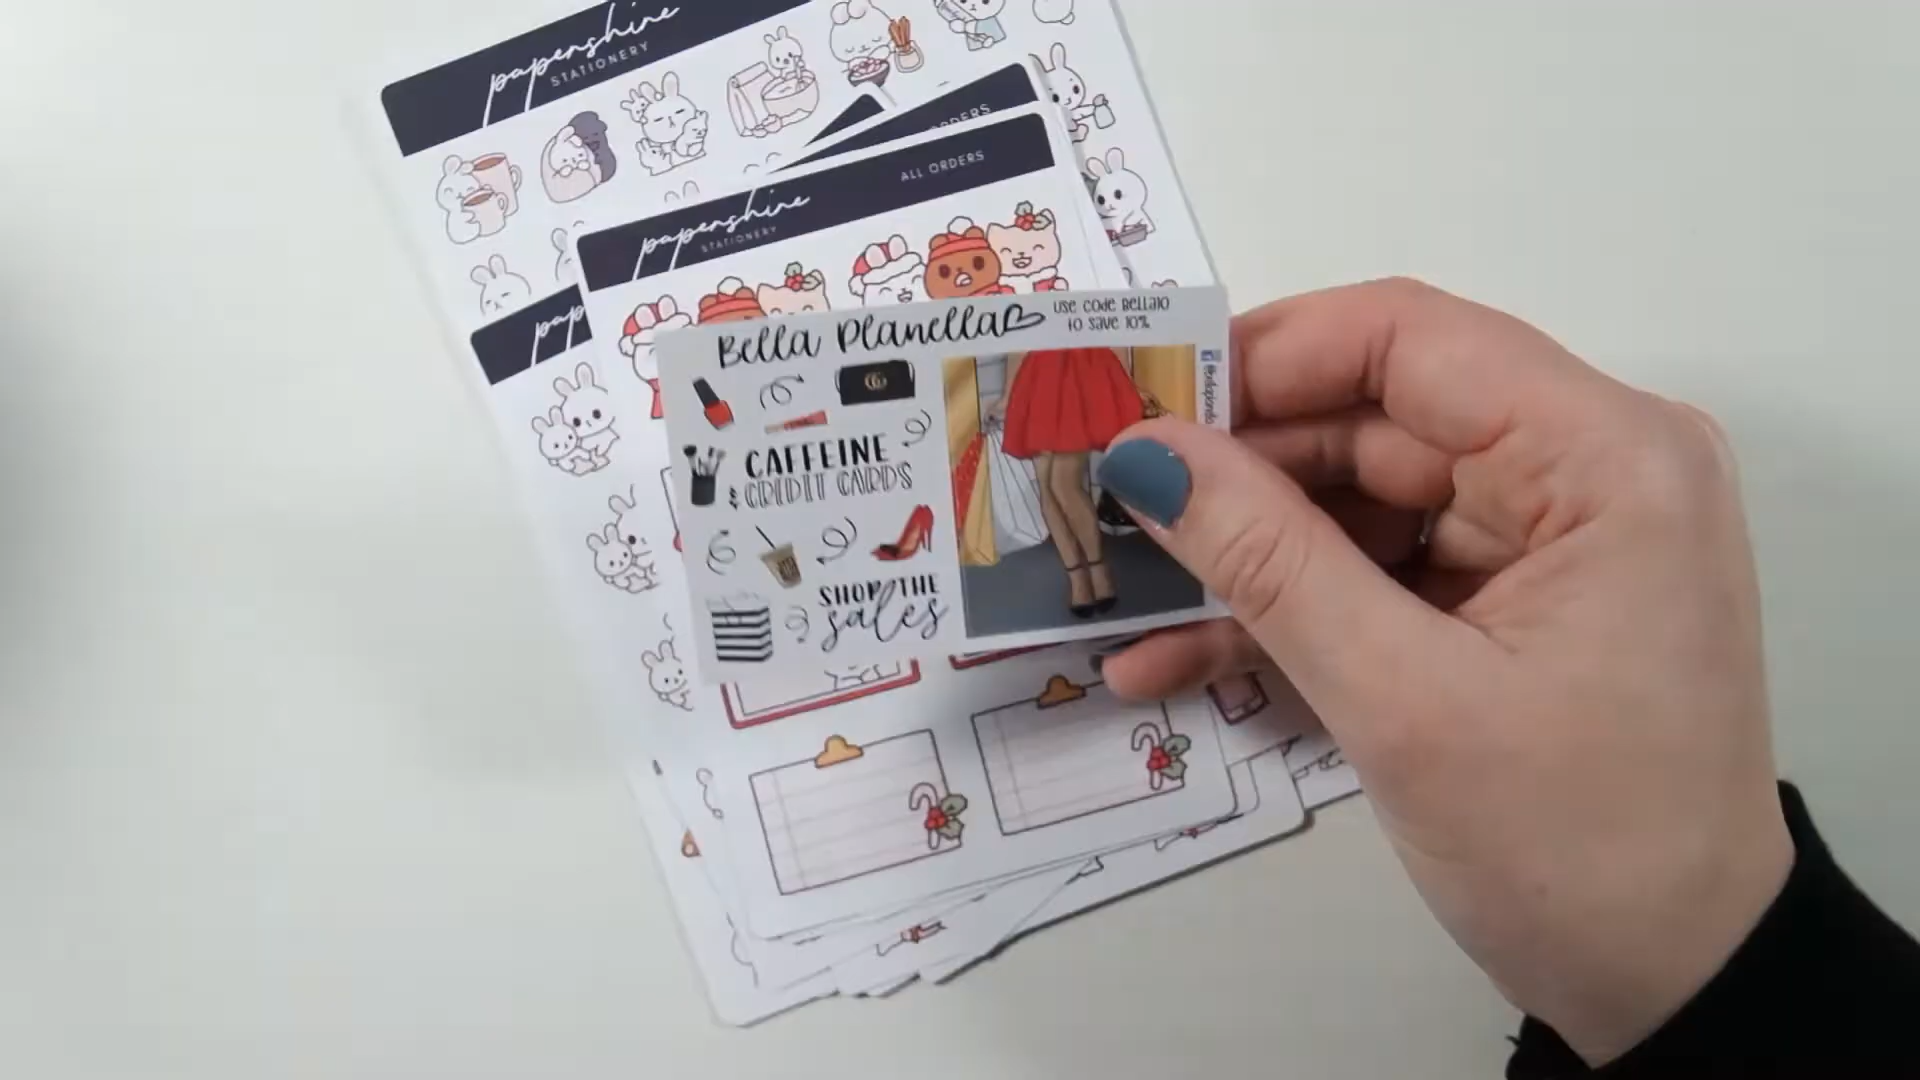 papershine
STATIONERY
ORDERS
ALL ORDERS
papershine
STATIONERY
pap
Bella Planella
use code Bella10
to save 10%
CAFFEINE
& CREDIT CARDS
SHOP THE
sales